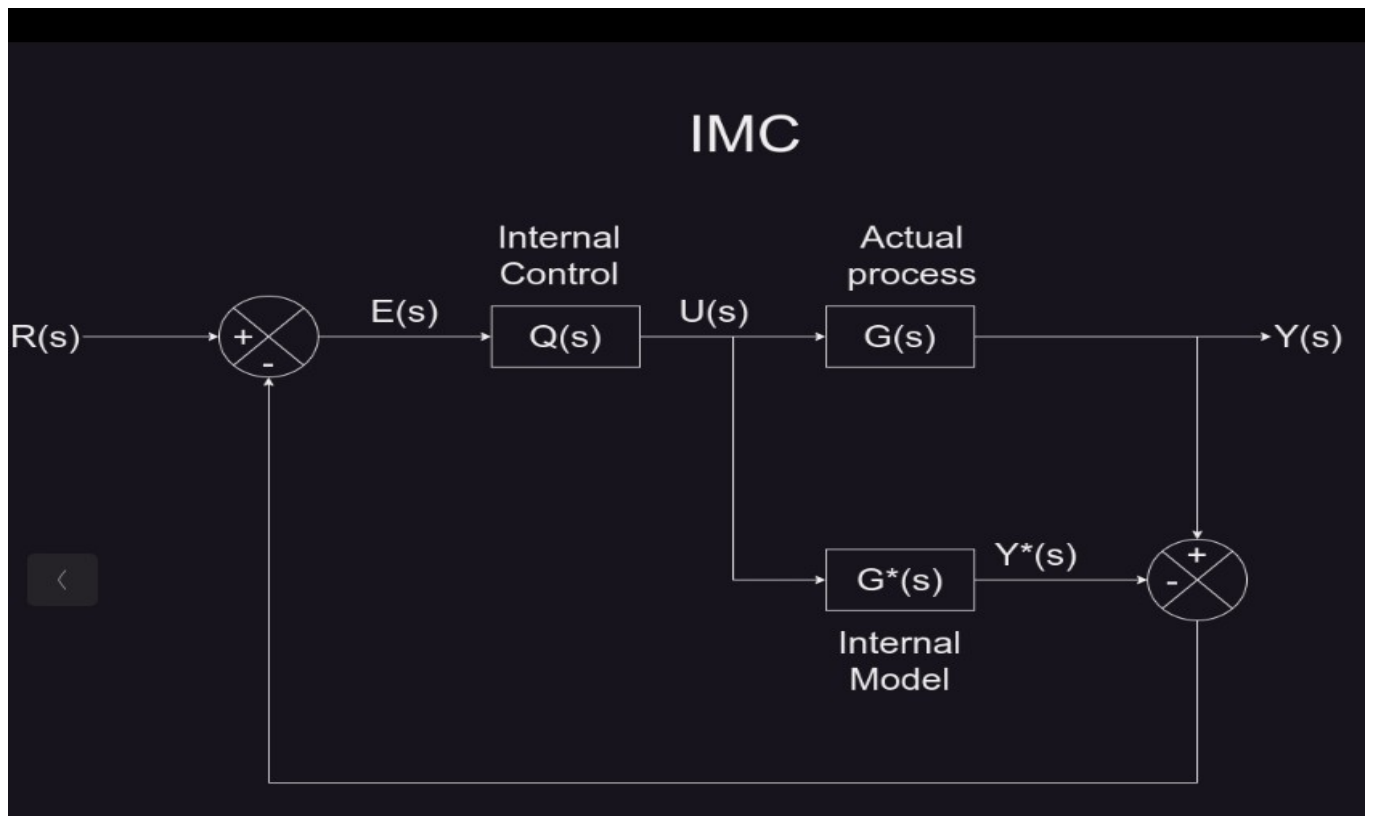 IMC
Internal
Control
Actual
process
R(s)
+
-
E(s)
Q(s)
U(s)
G(s)
Y(s)
G*(s)
Y*(s)
+
-
Internal
Model